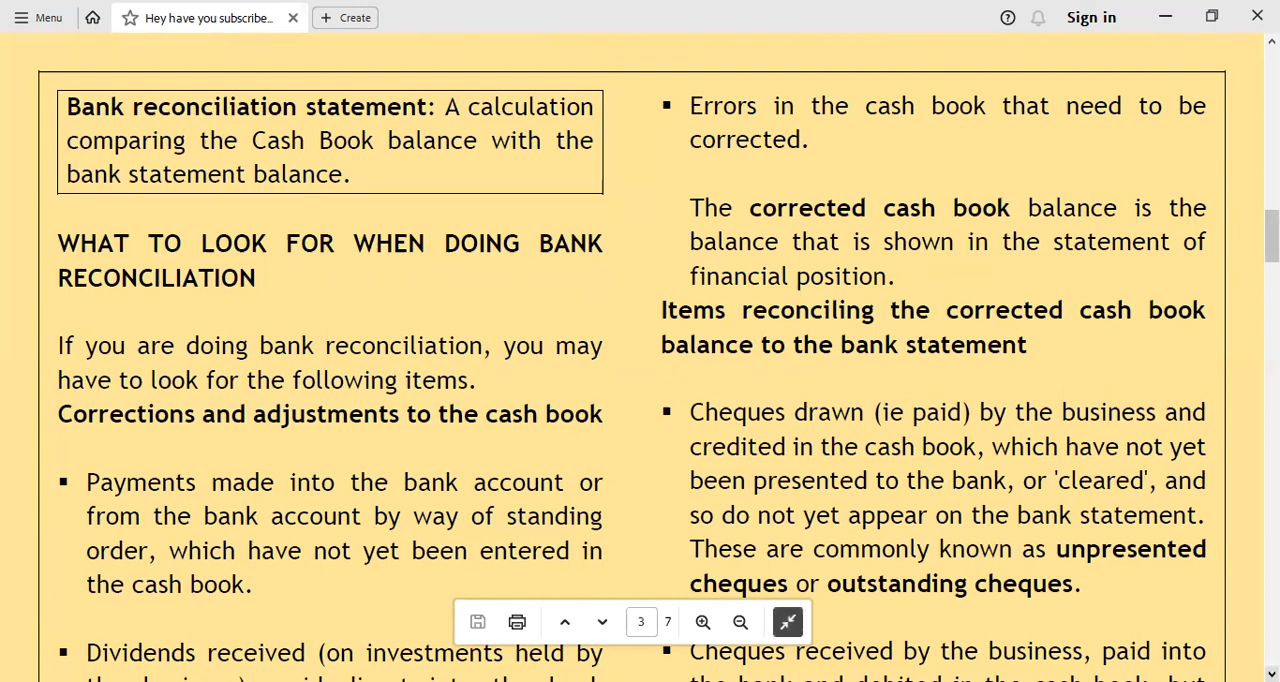 Menu
Hey have you subscribe...
Create
Sign in
Bank reconciliation statement: A calculation
comparing the Cash Book balance with the
bank statement balance.
WHAT TO LOOK FOR WHEN DOING BANK
RECONCILIATION
If you are doing bank reconciliation, you may
have to look for the following items.
Corrections and adjustments to the cash book
▪ Payments made into the bank account or
from the bank account by way of standing
order, which have not yet been entered in
the cash book.
▪ Dividends received (on investments held by
▪ Errors in the cash book that need to be
corrected.
The corrected cash book balance is the
balance that is shown in the statement of
financial position.
Items reconciling the corrected cash book
balance to the bank statement
▪ Cheques drawn (ie paid) by the business and
credited in the cash book, which have not yet
been presented to the bank, or 'cleared', and
so do not yet appear on the bank statement.
These are commonly known as unpresented
cheques or outstanding cheques.
▪ Cheques received by the business, paid into
3 7